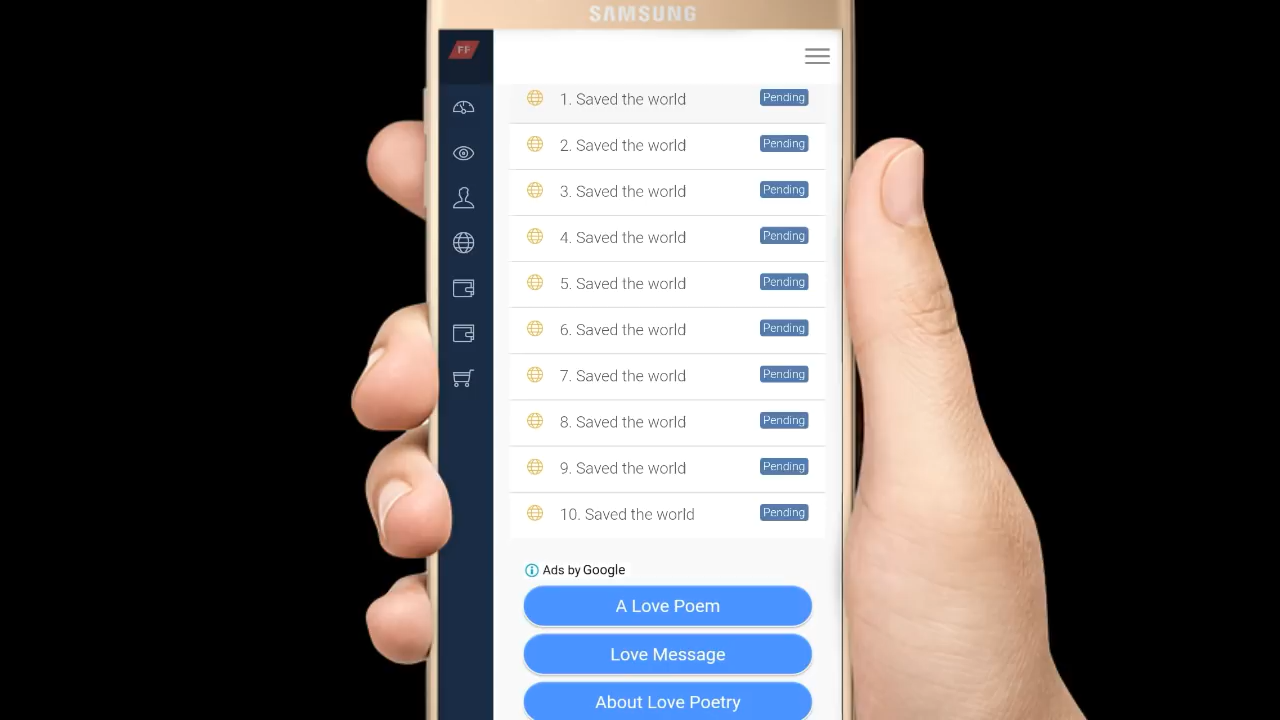 SAMSUNG
FF
1. Saved the world Pending
2. Saved the world Pending
3. Saved the world Pending
4. Saved the world Pending
5. Saved the world Pending
6. Saved the world Pending
7. Saved the world Pending
8. Saved the world Pending
9. Saved the world Pending
10. Saved the world Pending
Ads by Google
A Love Poem
Love Message
About Love Poetry